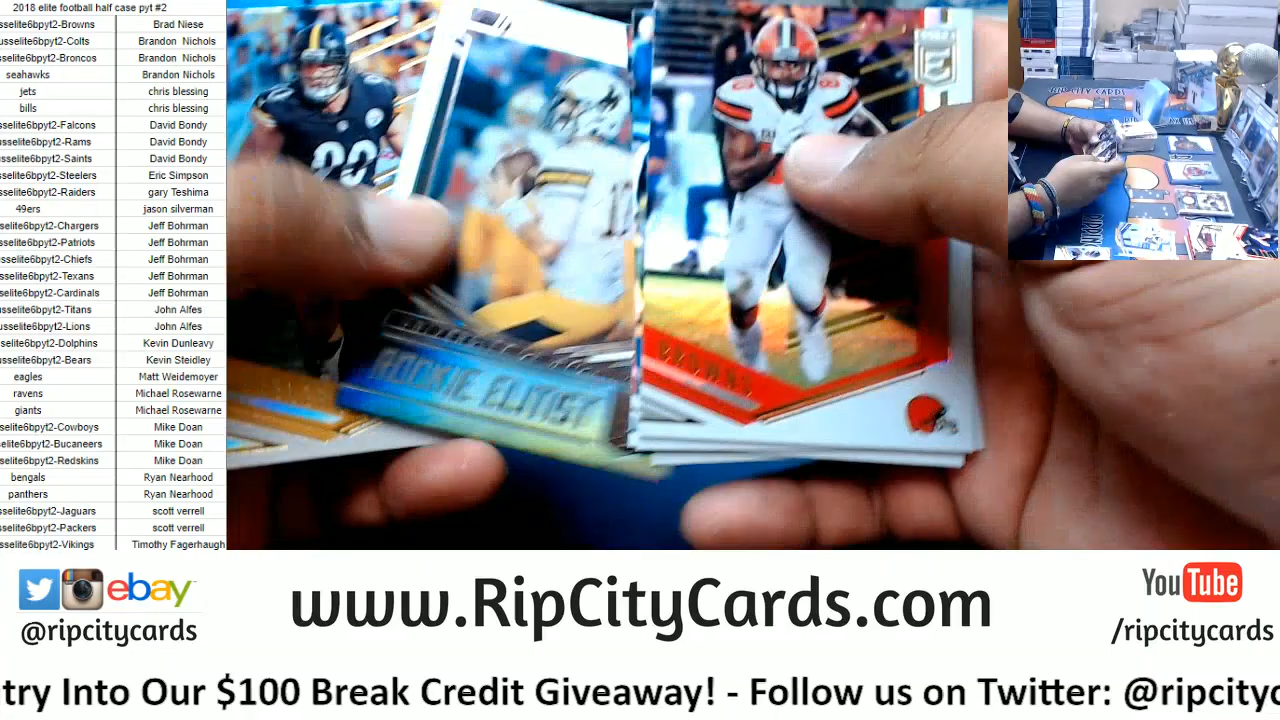 2018 elite football half case pyt #2
sselite6bpyt2-Browns Brad Niese
usselite6bpyt2-Colts Brandon Nichols
sselite6bpyt2-Broncos Brandon Nichols
seahawks Brandon Nichols
jets chris blessing
bills chris blessing
sselite6bpyt2-Falcons David Bondy
sselite6bpyt2-Rams David Bondy
sselite6bpyt2-Saints David Bondy
sselite6bpyt2-Steelers Eric Simpson
sselite6bpyt2-Raiders gary Teshima
49ers jason silverman
selite6bpyt2-Chargers Jeff Bohrman
sselite6bpyt2-Patriots Jeff Bohrman
sselite6bpyt2-Chiefs Jeff Bohrman
sselite6bpyt2-Texans Jeff Bohrman
selite6bpyt2-Cardinals Jeff Bohrman
sselite6bpyt2-Titans John Alfes
usselite6bpyt2-Lions John Alfes
sselite6bpyt2-Dolphins Kevin Dunleavy
usselite6bpyt2-Bears Kevin Steidley
eagles Matt Weidemoyer
ravens Michael Rosewarne
giants Michael Rosewarne
sselite6bpyt2-Cowboys Mike Doan
elite6bpyt2-Bucaneers Mike Doan
sselite6bpyt2-Redskins Mike Doan
bengals Ryan Nearhood
panthers Ryan Nearhood
sselite6bpyt2-Jaguars scott verrell
sselite6bpyt2-Packers scott verrell
sselite6bpyt2-Vikings Timothy Fagerhaugh
90
17
ROOKIE ELITIST
E
BROWNS
ebay
@ripcitycards
www.RipCityCards.com
YouTube
/ripcitycards
try Into Our $100 Break Credit Giveaway! - Follow us on Twitter: @ripcityc